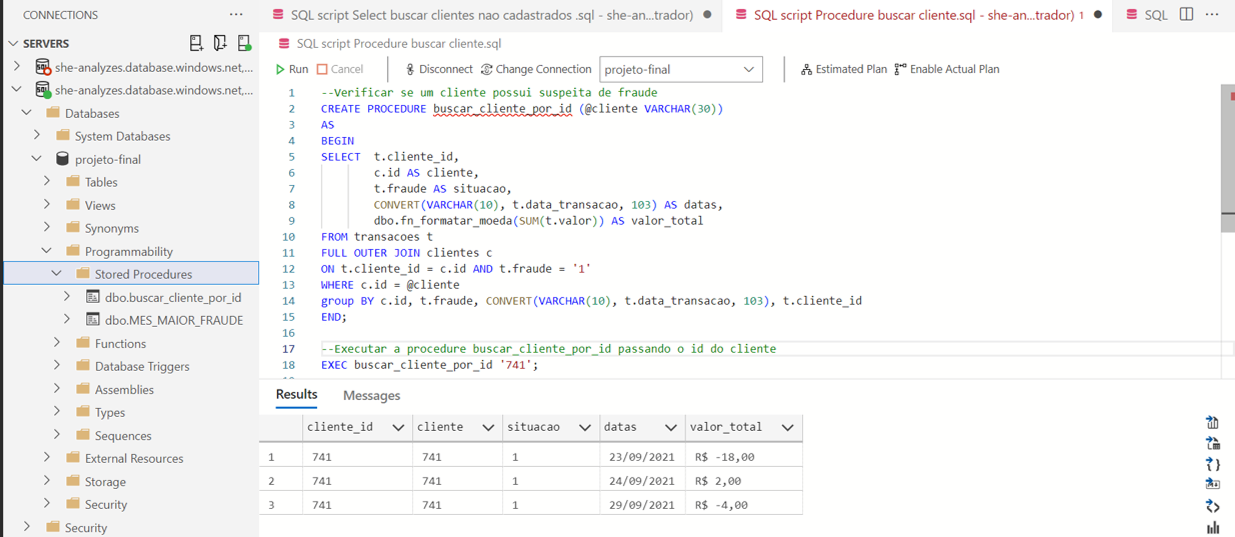 CONNECTIONS
...
SQL script Select buscar clientes nao cadastrados .sql - she-an...trador)
SQL script Procedure buscar cliente.sql - she-an...trador) 1
SQL
...
SERVERS
she-analyzes.database.windows.net,...
she-analyzes.database.windows.net,...
Databases
System Databases
projeto-final
Tables
Views
Synonyms
Programmability
Stored Procedures
dbo.buscar_cliente_por_id
dbo.MES_MAIOR_FRAUDE
Functions
Database Triggers
Assemblies
Types
Sequences
External Resources
Storage
Security
Security
SQL script Procedure buscar cliente.sql
Run Cancel Disconnect Change Connection projeto-final Estimated Plan Enable Actual Plan
1 --Verificar se um cliente possui suspeita de fraude
2 CREATE PROCEDURE buscar_cliente_por_id (@cliente VARCHAR(30))
3 AS
4 BEGIN
5 SELECT t.cliente_id,
6 c.id AS cliente,
7 t.fraude AS situacao,
8 CONVERT(VARCHAR(10), t.data_transacao, 103) AS datas,
9 dbo.fn_formatar_moeda(SUM(t.valor)) AS valor_total
10 FROM transacoes t
11 FULL OUTER JOIN clientes c
12 ON t.cliente_id = c.id AND t.fraude = '1'
13 WHERE c.id = @cliente
14 group BY c.id, t.fraude, CONVERT(VARCHAR(10), t.data_transacao, 103), t.cliente_id
15 END;
16
17 --Executar a procedure buscar_cliente_por_id passando o id do cliente
18 EXEC buscar_cliente_por_id '741';
Results Messages
cliente_id cliente situacao datas valor_total
1 741 741 1 23/09/2021 R$ -18,00
2 741 741 1 24/09/2021 R$ 2,00
3 741 741 1 29/09/2021 R$ -4,00